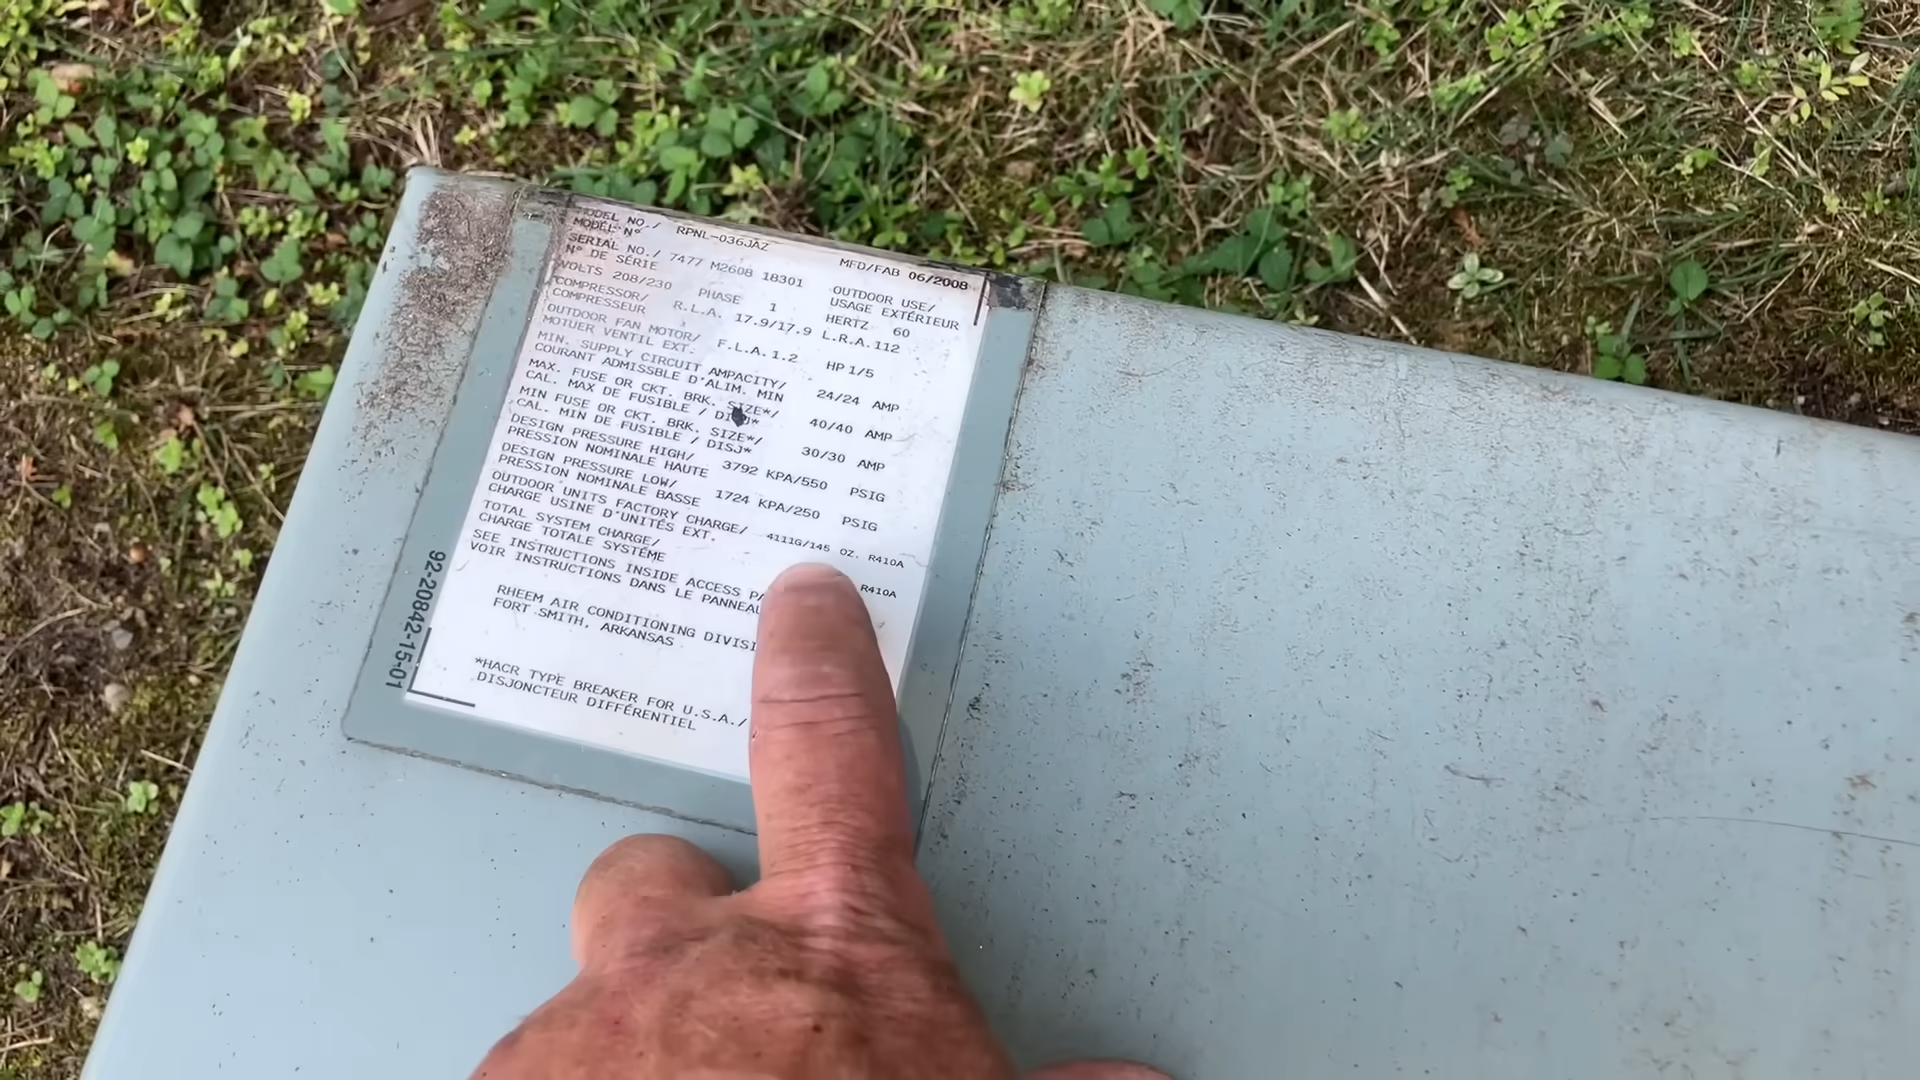 MODEL NO./ RPNL-036JAZ
MODÉL N° MFD/FAB 06/2008
SERIAL NO./ 7477 M2608 18301
N° DE SÉRIE OUTDOOR USE/
USAGE EXTÉRIEUR
VOLTS 208/230 PHASE 1 HERTZ 60
COMPRESSOR/ R.L.A. 17.9/17.9 L.R.A. 112
COMPRESSEUR
OUTDOOR FAN MOTOR/ F.L.A. 1.2 HP 1/5
MOTUER VENTIL EXT.
MIN. SUPPLY CIRCUIT AMPACITY/ 24/24 AMP
COURANT ADMISSBLE D'ALIM. MIN
MAX. FUSE OR CKT. BRK. SIZE*/ 40/40 AMP
CAL. MAX DE FUSIBLE / DISJ*
MIN FUSE OR CKT. BRK. SIZE*/ 30/30 AMP
CAL. MIN DE FUSIBLE / DISJ*
DESIGN PRESSURE HIGH/ 3792 KPA/550 PSIG
PRESSION NOMINALE HAUTE
DESIGN PRESSURE LOW/ 1724 KPA/250 PSIG
PRESSION NOMINALE BASSE
OUTDOOR UNITS FACTORY CHARGE/ 4111G/145 OZ. R410A
CHARGE USINE D'UNITÉS EXT.
TOTAL SYSTEM CHARGE/ R410A
CHARGE TOTALE SYSTÉME
SEE INSTRUCTIONS INSIDE ACCESS
VOIR INSTRUCTIONS DANS LE PANNEAU
RHEEM AIR CONDITIONING
FORT SMITH, ARKANSAS
*HACR TYPE BREAKER FOR U.S.A./
DISJONCTEUR DIFFÉRENTIEL
92-20842-15-01